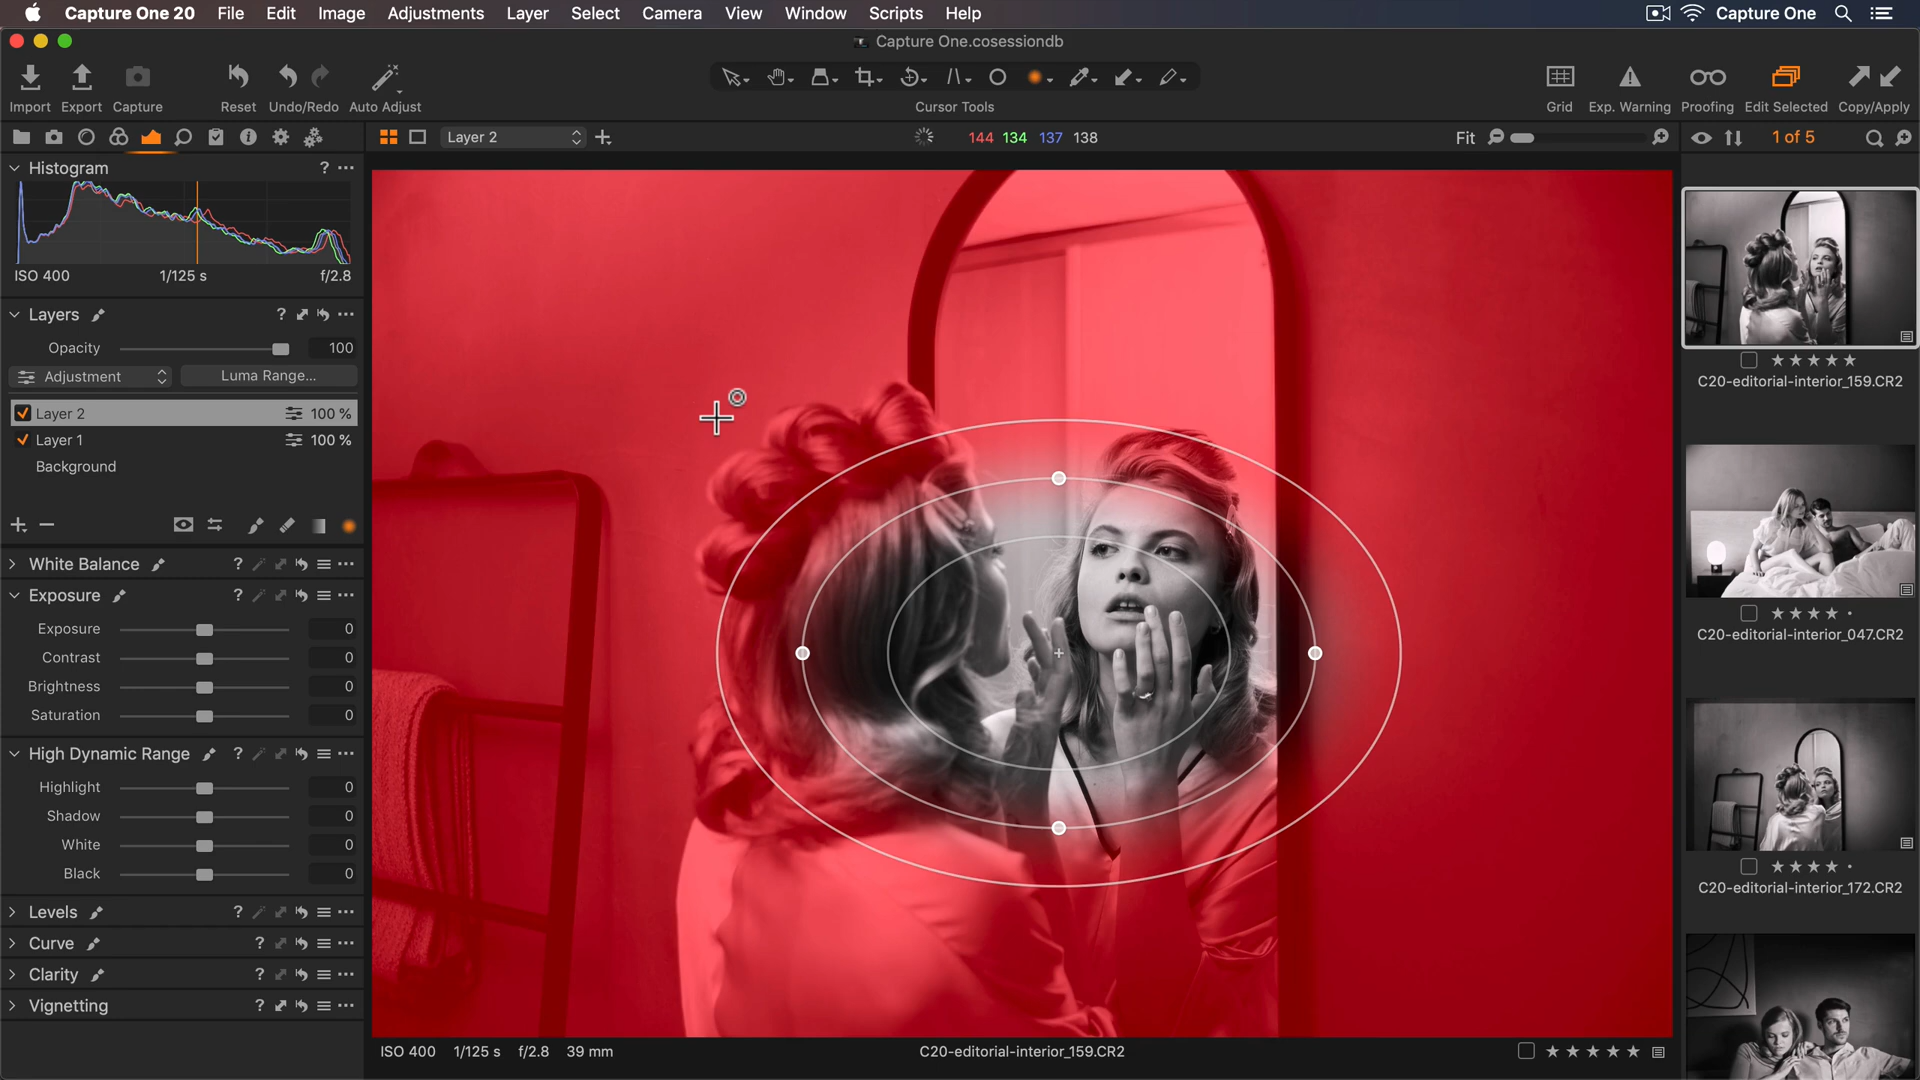 Capture One 20 File Edit Image Adjustments Layer Select Camera View Window Scripts Help Capture One
Capture One.cosessiondb
Import Export Capture Reset Undo/Redo Auto Adjust Cursor Tools Grid Exp. Warning Proofing Edit Selected Copy/Apply
Layer 2 144 134 137 138 Fit 1 of 5
Histogram ?
ISO 400 1/125 s f/2.8
Layers ?
Opacity 100
Adjustment Luma Range...
Layer 2 100 %
Layer 1 100 %
Background
White Balance ?
Exposure ?
Exposure 0
Contrast 0
Brightness 0
Saturation 0
High Dynamic Range ?
Highlight 0
Shadow 0
White 0
Black 0
Levels ?
Curve ?
Clarity ?
Vignetting ?
ISO 400 1/125 s f/2.8 39 mm C20-editorial-interior_159.CR2
C20-editorial-interior_159.CR2
C20-editorial-interior_047.CR2
C20-editorial-interior_172.CR2